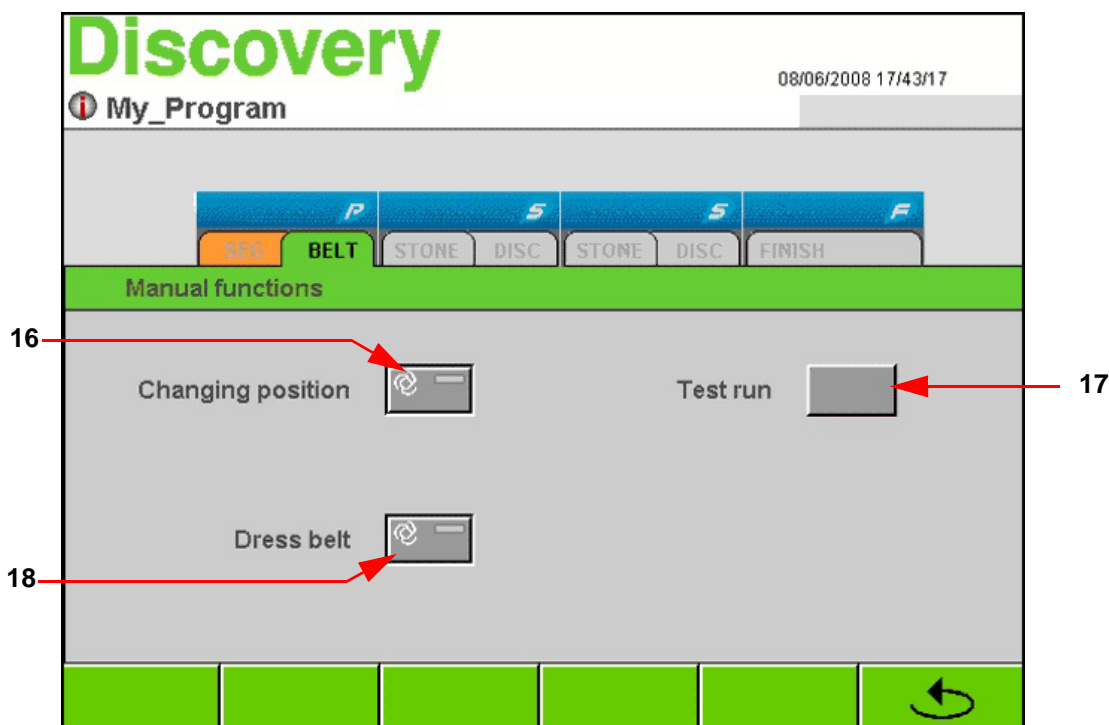 Discovery
08/06/2008 17/43/17
My_Program
P S S F
SEG BELT STONE DISC STONE DISC FINISH
Manual functions
16
Changing position
Test run
17
Dress belt
18